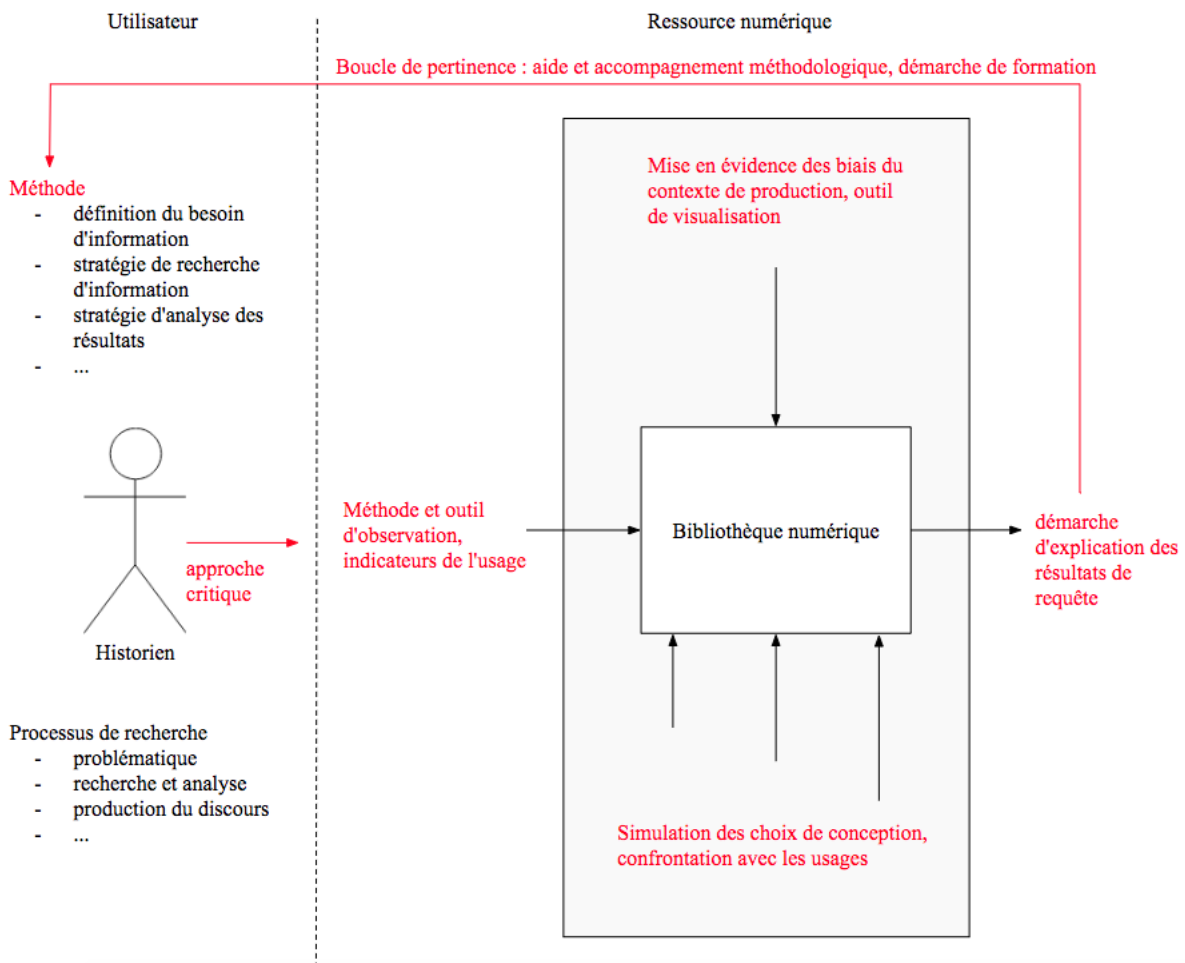 Utilisateur
Ressource numérique
Boucle de pertinence : aide et accompagnement méthodologique, démarche de formation
Méthode
- définition du besoin
d'information
- stratégie de recherche
d'information
- stratégie d'analyse des
résultats
- ...
Mise en évidence des biais du
contexte de production, outil
de visualisation
approche
critique
Historien
Méthode et outil
d'observation,
indicateurs de l'usage
Bibliothèque numérique
démarche
d'explication des
résultats de
requête
Processus de recherche
- problématique
- recherche et analyse
- production du discours
- ...
Simulation des choix de conception,
confrontation avec les usages